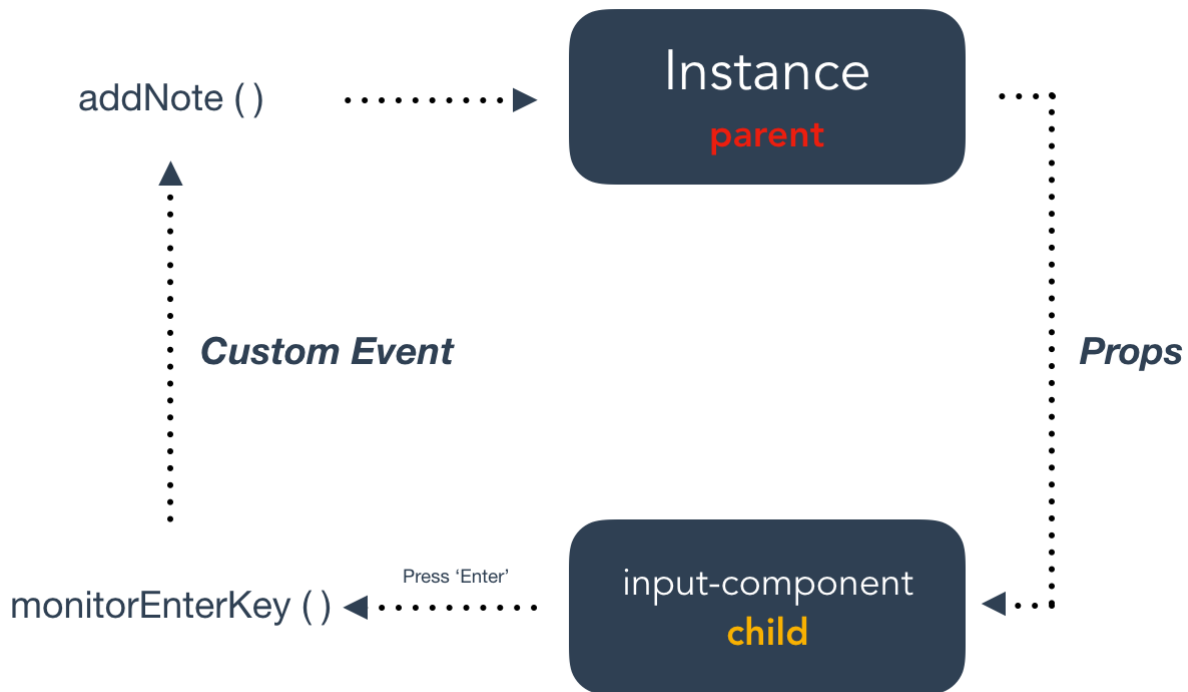 Instance
parent
addNote ( )
Custom Event
Props
Press ‘Enter’
monitorEnterKey ( )
input-component
child